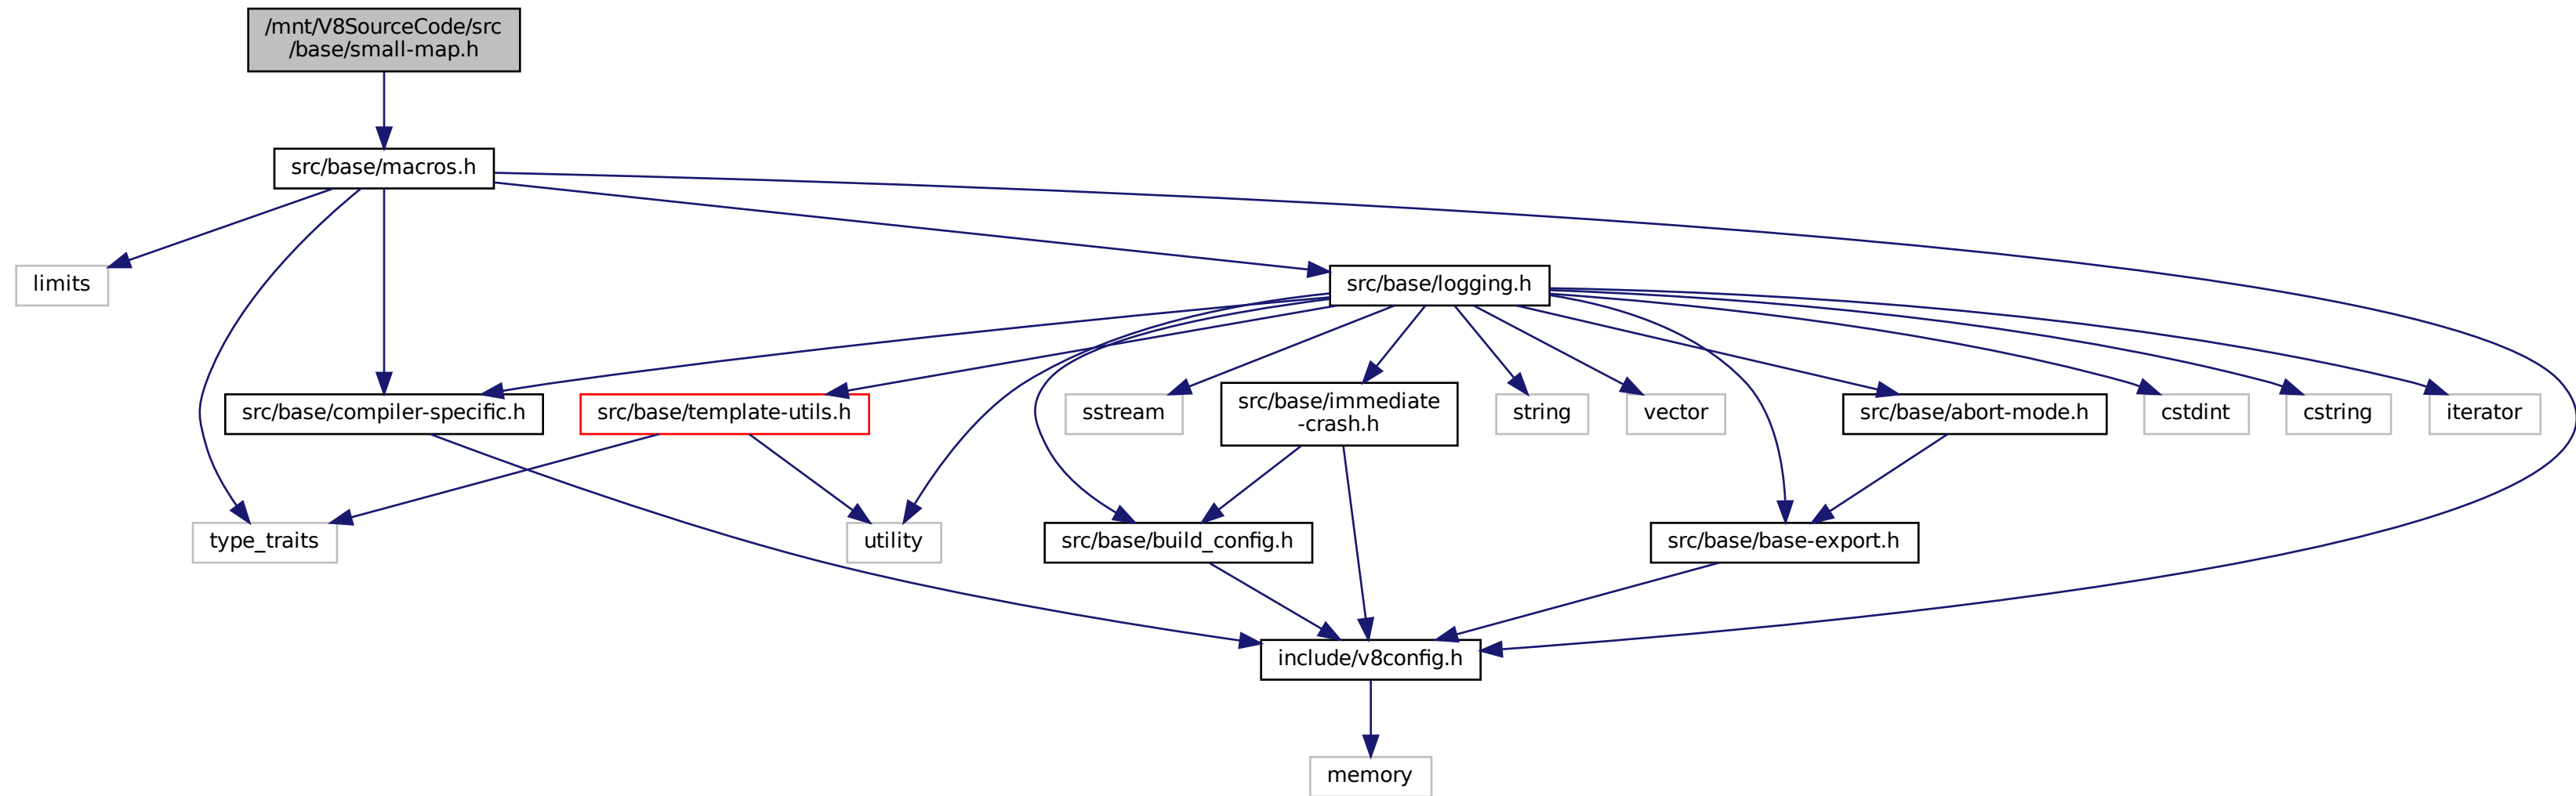 /mnt/V8SourceCode/src
/base/small-map.h
src/base/macros.h
limits
src/base/logging.h
src/base/compiler-specific.h
src/base/template-utils.h
sstream
src/base/immediate
-crash.h
string
vector
src/base/abort-mode.h
cstdint
cstring
iterator
type_traits
utility
src/base/build_config.h
src/base/base-export.h
include/v8config.h
memory